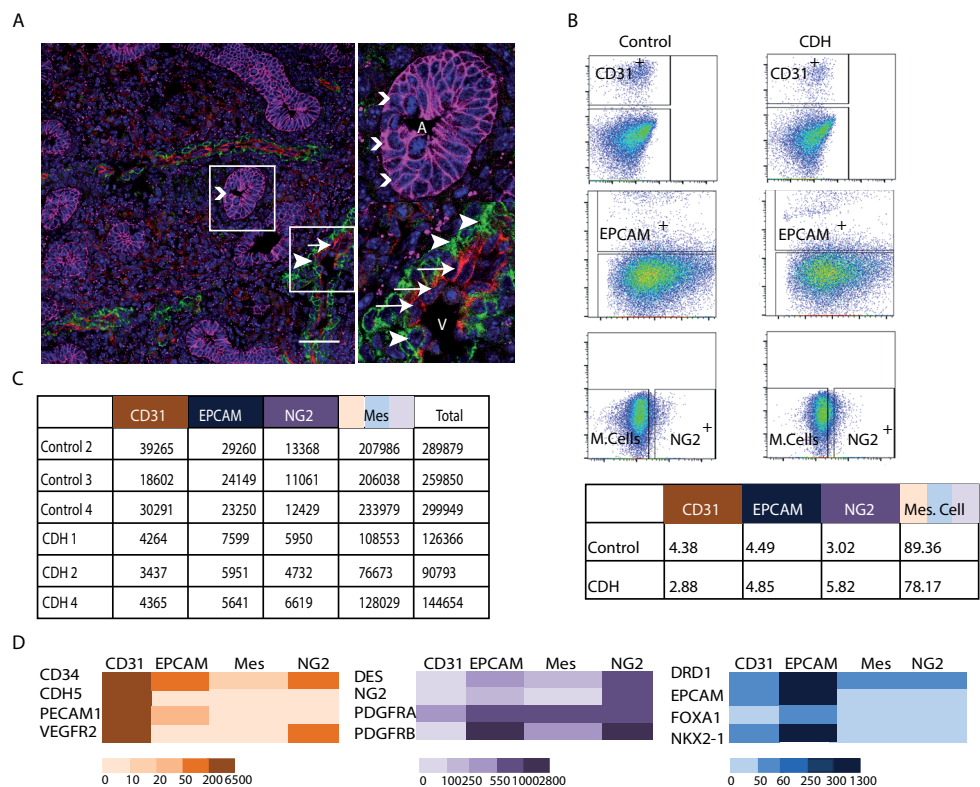 A
A
V
B
Control CDH
CD31+ CD31+
EPCAM+ EPCAM+
M.Cells NG2+ M.Cells NG2+
CD31 EPCAM NG2 Mes. Cell
Control 4.38 4.49 3.02 89.36
CDH 2.88 4.85 5.82 78.17
C
CD31 EPCAM NG2 Mes Total
Control 2 39265 29260 13368 207986 289879
Control 3 18602 24149 11061 206038 259850
Control 4 30291 23250 12429 233979 299949
CDH 1 4264 7599 5950 108553 126366
CDH 2 3437 5951 4732 76673 90793
CDH 4 4365 5641 6619 128029 144654
D
CD31 EPCAM Mes NG2
CD34
CDH5
PECAM1
VEGFR2
0 10 20 50 200 6500
CD31 EPCAM Mes NG2
DES
NG2
PDGFRA
PDGFRB
0 100 250 550 1000 2800
CD31 EPCAM Mes NG2
DRD1
EPCAM
FOXA1
NKX2-1
0 50 60 250 300 1300